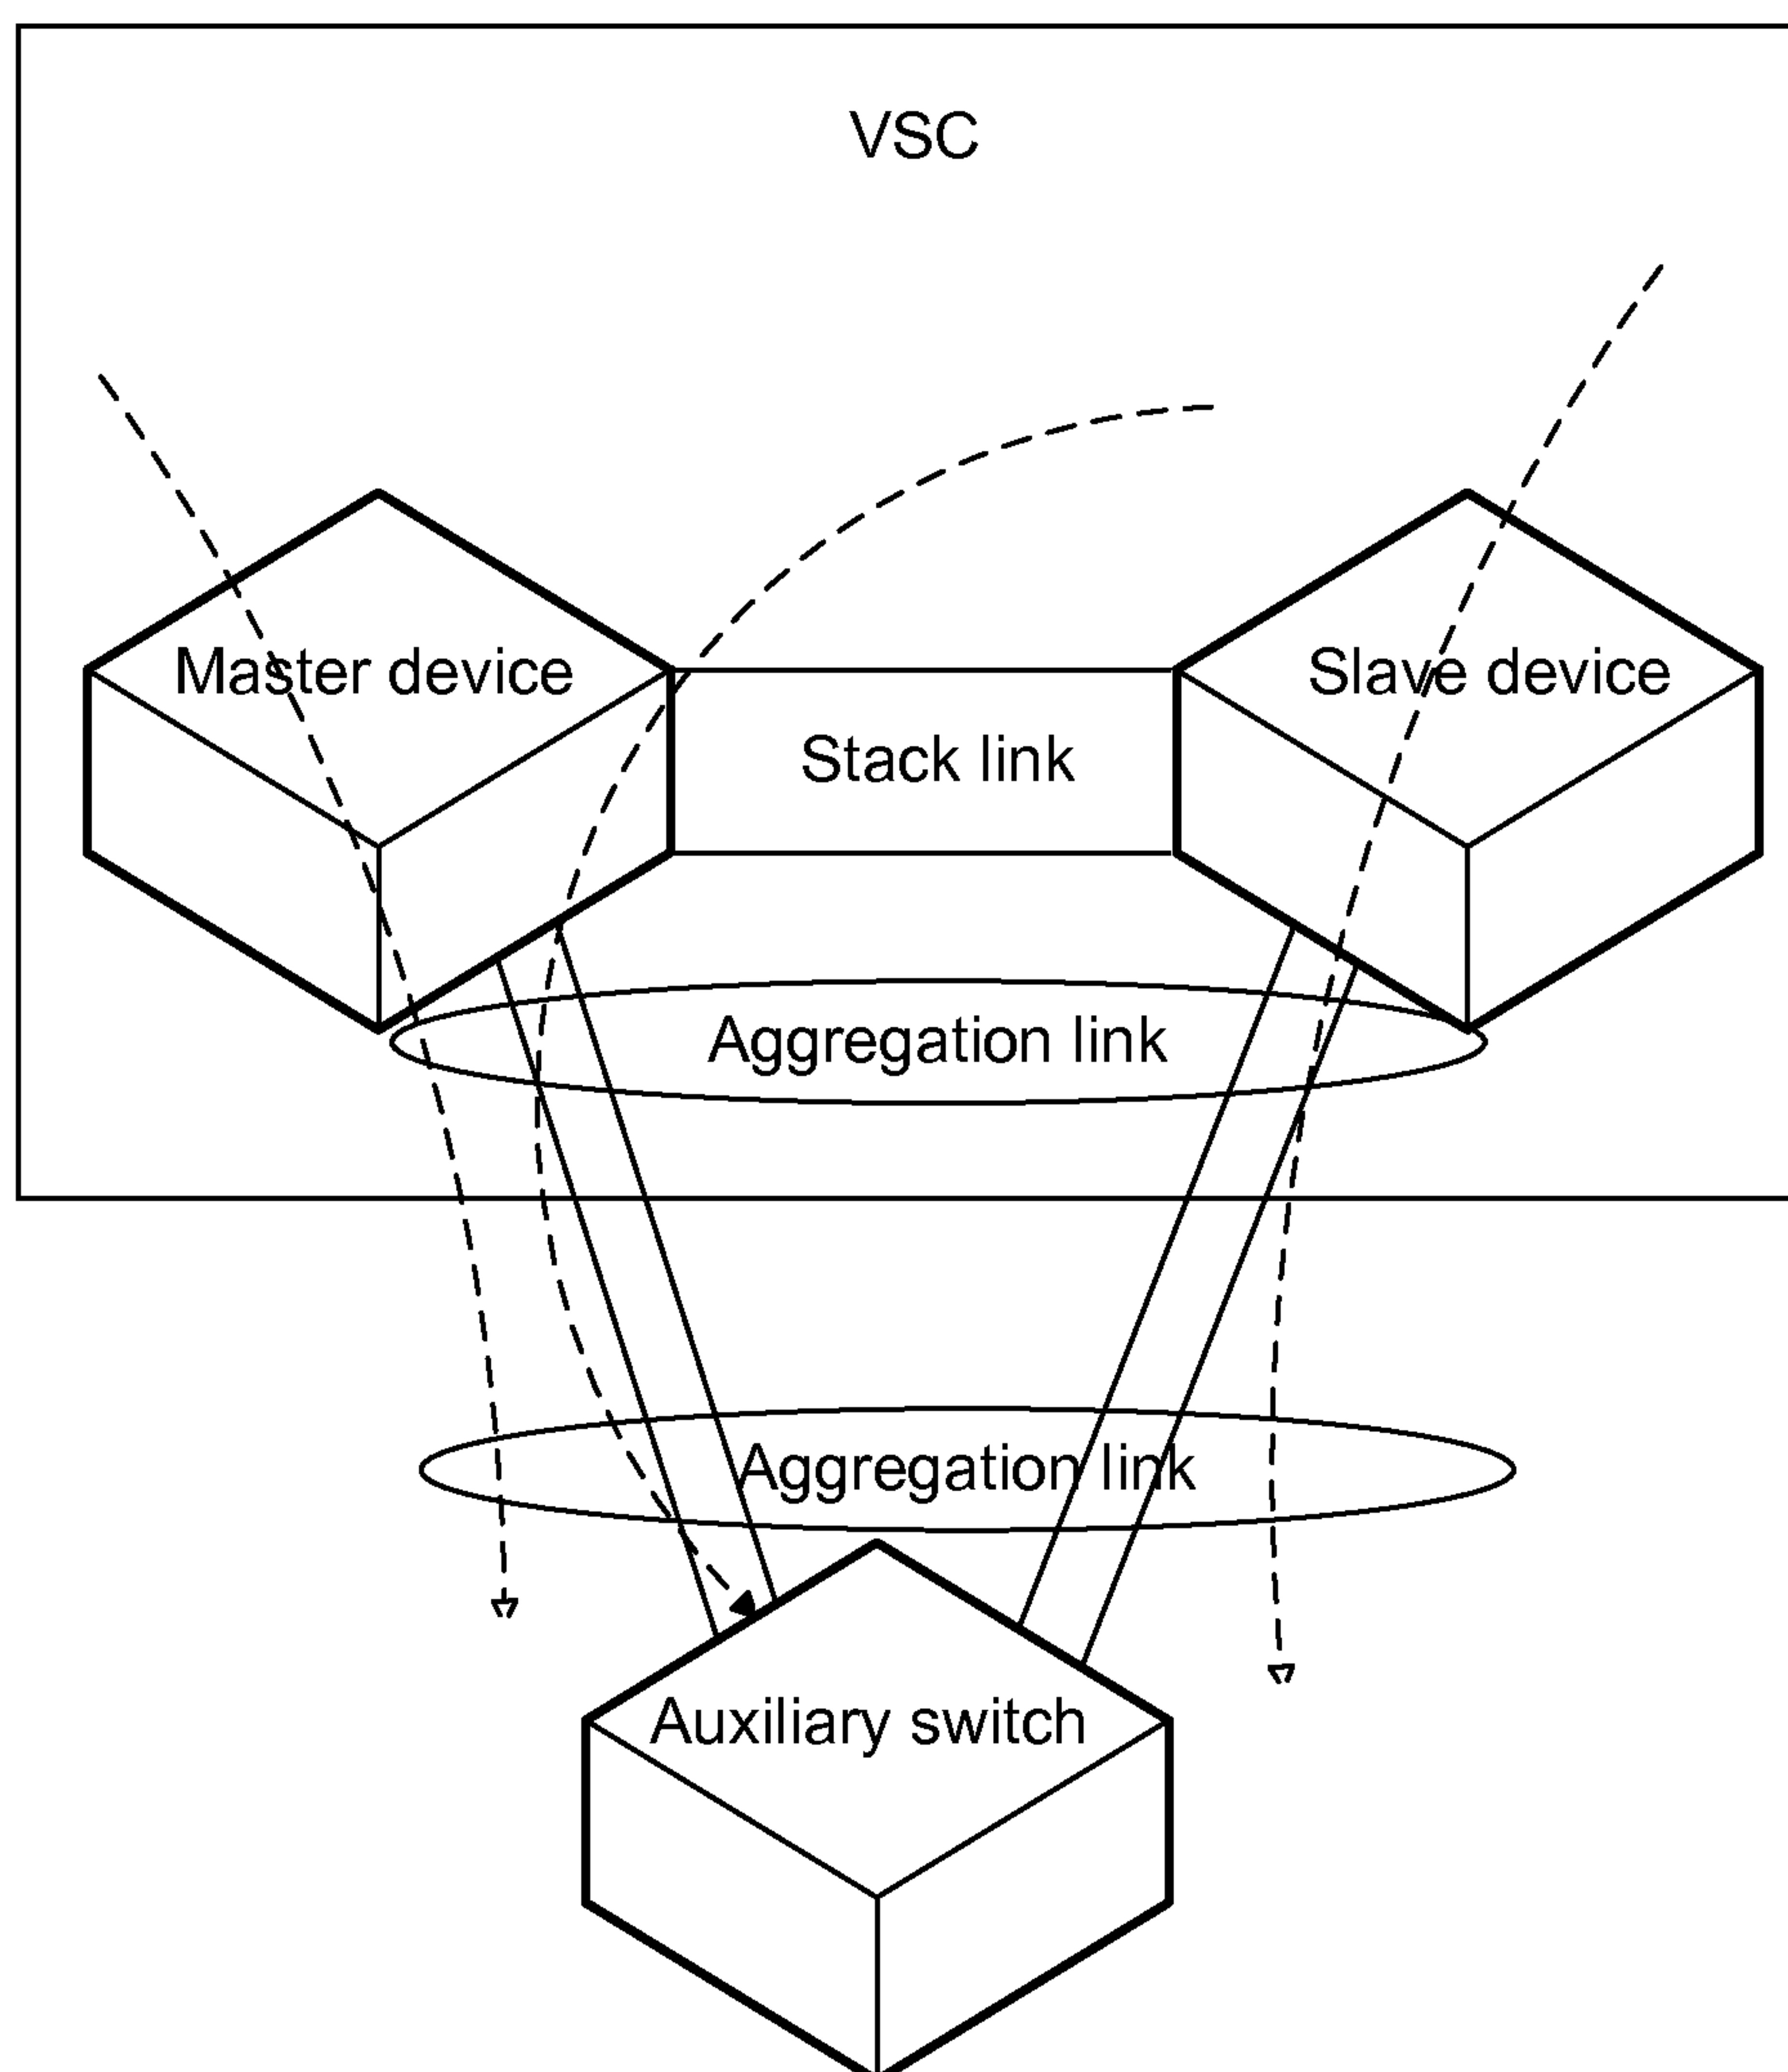 VSC
Master device
Slave device
Stack link
Aggregation link
Aggregation link
Auxiliary switch